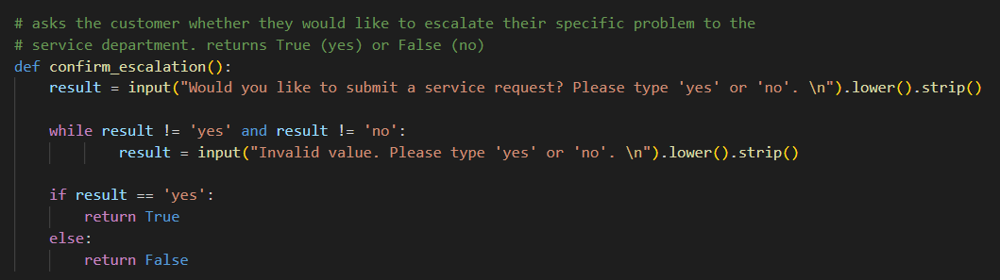 # asks the customer whether they would like to escalate their specific problem to the
# service department. returns True (yes) or False (no)
def confirm_escalation():
    result = input("Would you like to submit a service request? Please type 'yes' or 'no'. \n").lower().strip()

    while result != 'yes' and result != 'no':
            result = input("Invalid value. Please type 'yes' or 'no'. \n").lower().strip()

    if result == 'yes':
        return True
    else:
        return False